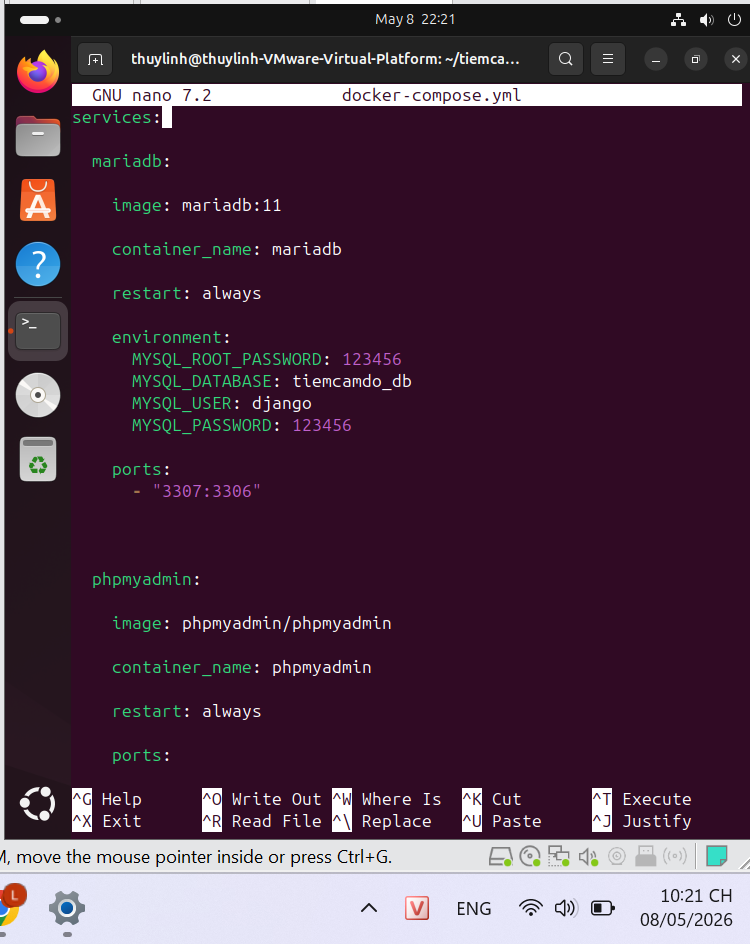 May 8 22:21
thuylinh@thuylinh-VMware-Virtual-Platform: ~/tiemca...
GNU nano 7.2 docker-compose.yml
services:
mariadb:
image: mariadb:11
container_name: mariadb
restart: always
environment:
MYSQL_ROOT_PASSWORD: 123456
MYSQL_DATABASE: tiemcamdo_db
MYSQL_USER: django
MYSQL_PASSWORD: 123456
ports:
- "3307:3306"
phpmyadmin:
image: phpmyadmin/phpmyadmin
container_name: phpmyadmin
restart: always
ports:
^G Help ^O Write Out ^W Where Is ^K Cut ^T Execute
^X Exit ^R Read File ^\ Replace ^U Paste ^J Justify
M, move the mouse pointer inside or press Ctrl+G.
L
V
ENG
10:21 CH
08/05/2026